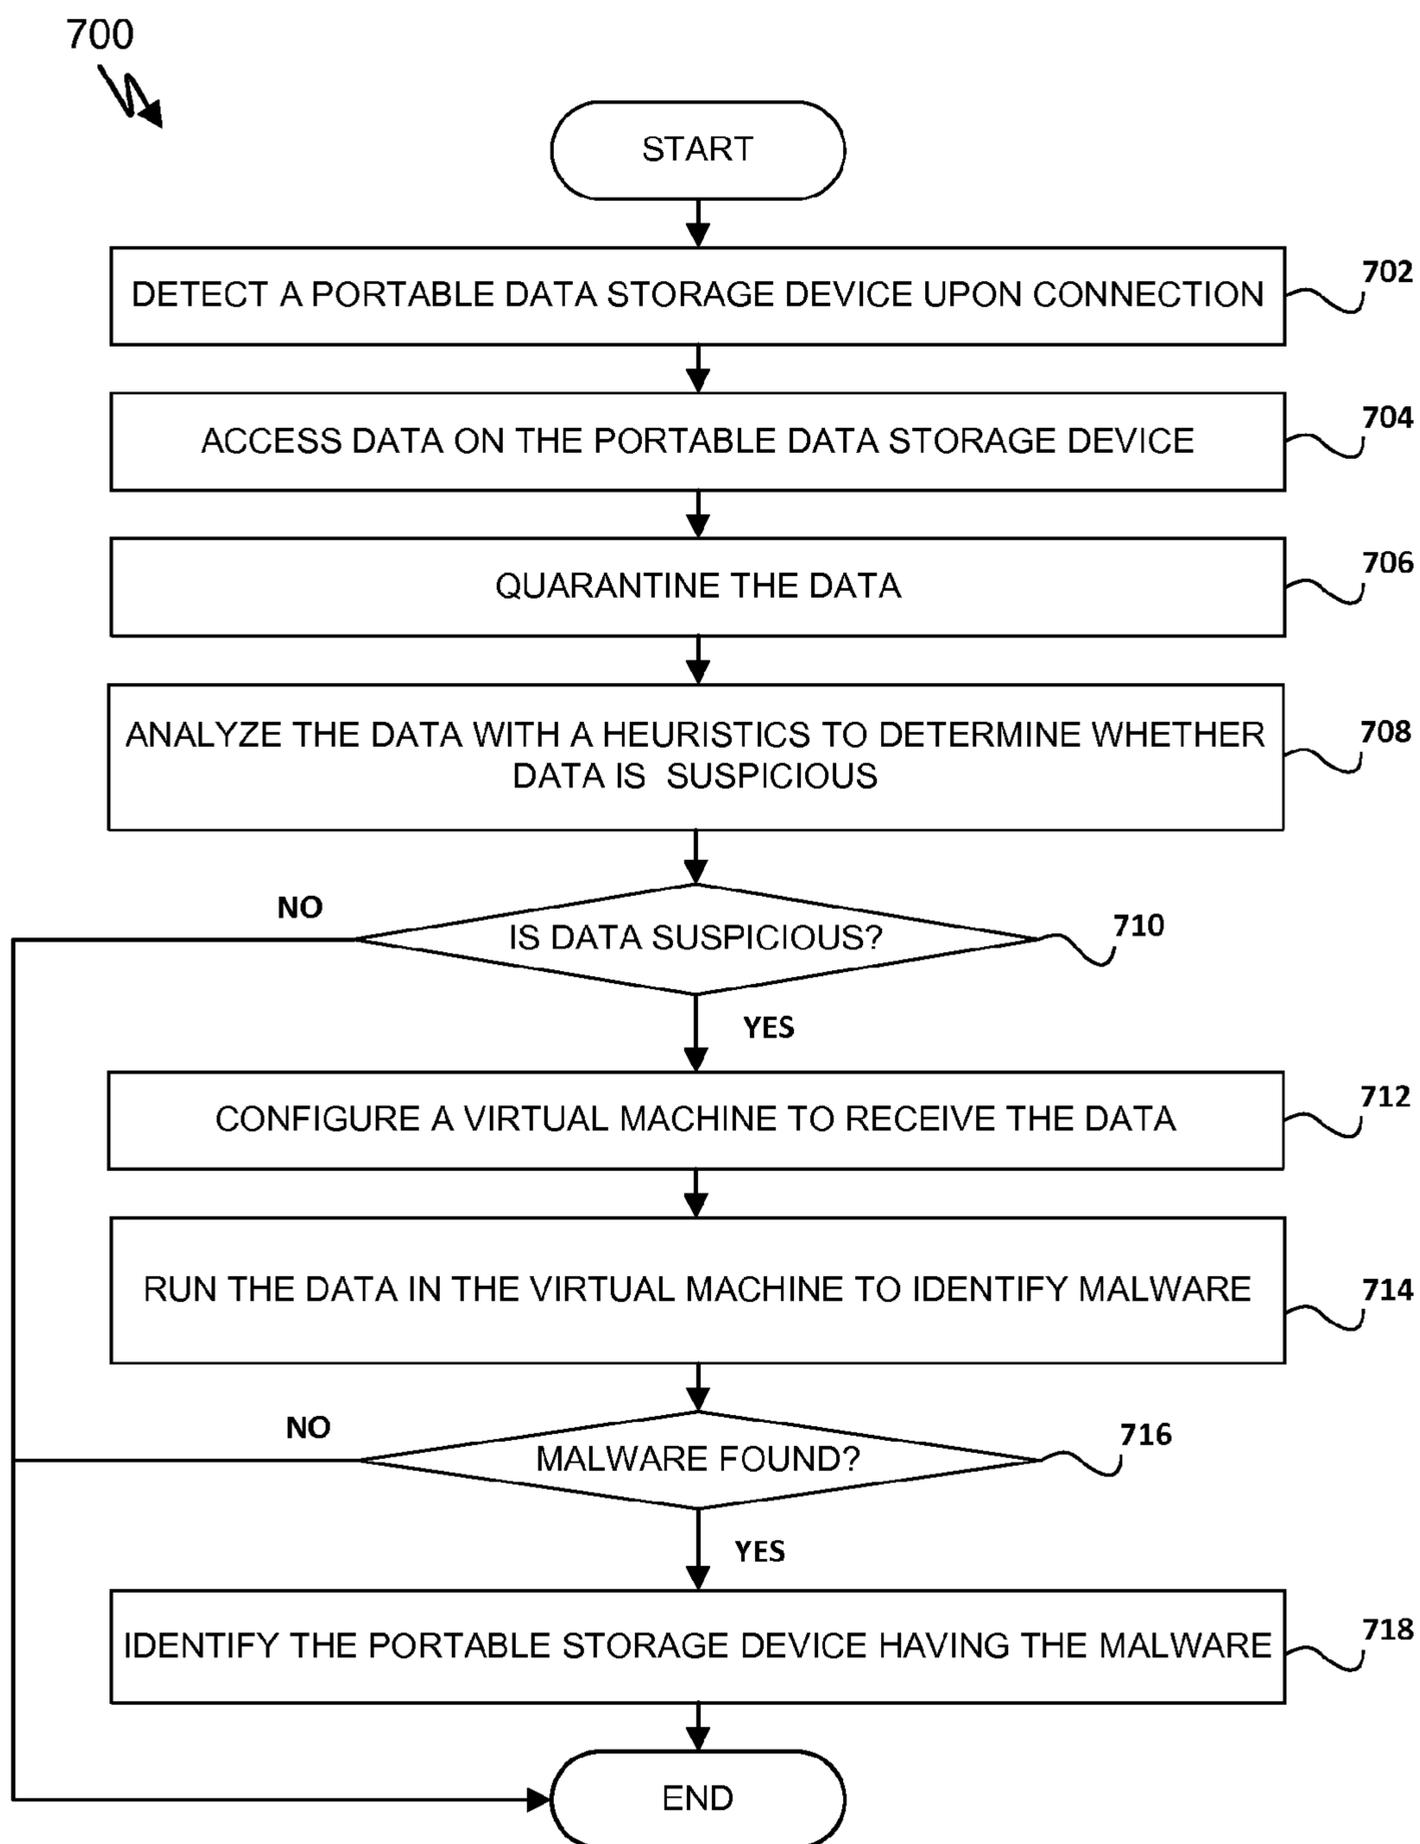 700
START
DETECT A PORTABLE DATA STORAGE DEVICE UPON CONNECTION
702
ACCESS DATA ON THE PORTABLE DATA STORAGE DEVICE
704
QUARANTINE THE DATA
706
ANALYZE THE DATA WITH A HEURISTICS TO DETERMINE WHETHER
DATA IS SUSPICIOUS
708
NO
IS DATA SUSPICIOUS?
710
YES
CONFIGURE A VIRTUAL MACHINE TO RECEIVE THE DATA
712
RUN THE DATA IN THE VIRTUAL MACHINE TO IDENTIFY MALWARE
714
NO
MALWARE FOUND?
716
YES
IDENTIFY THE PORTABLE STORAGE DEVICE HAVING THE MALWARE
718
END